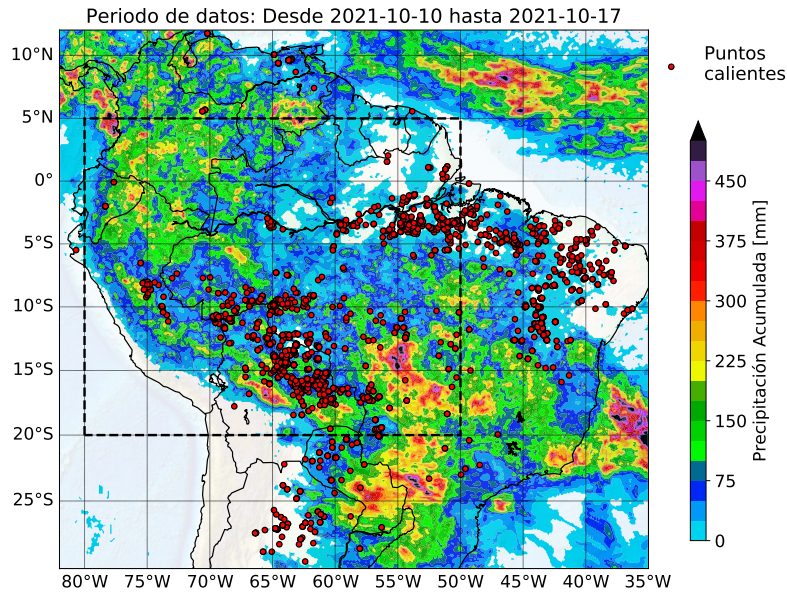 Periodo de datos: Desde 2021-10-10 hasta 2021-10-17
10°N
5°N
0°
5°S
10°S
15°S
20°S
25°S
80°W 75°W 70°W 65°W 60°W 55°W 50°W 45°W 40°W 35°W
Puntos
calientes
450
375
300
225
150
75
0
Precipitación Acumulada [mm]